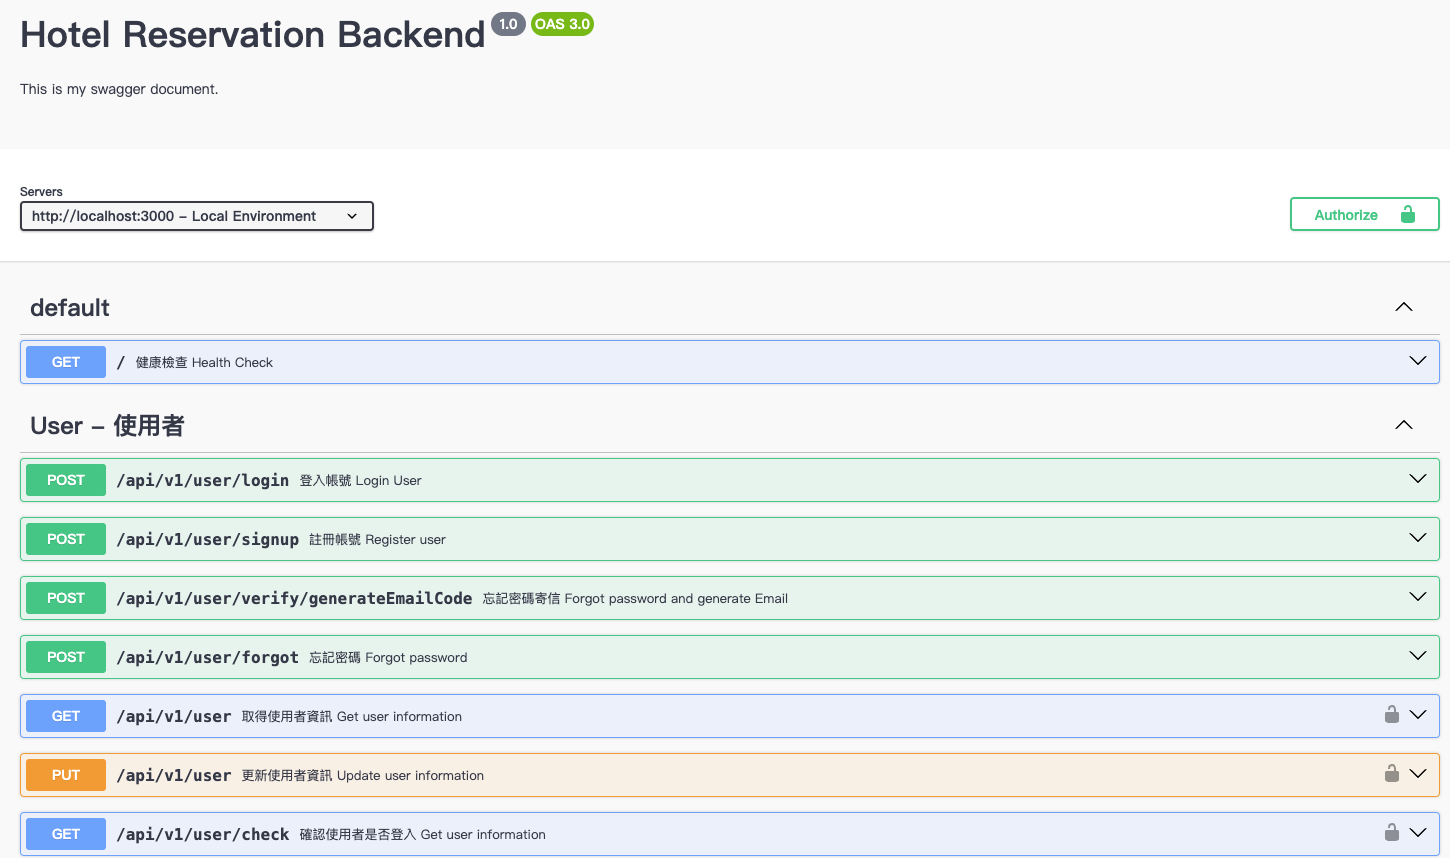 Hotel Reservation Backend 1.0 OAS 3.0
This is my swagger document.
Servers
http://localhost:3000 – Local Environment
Authorize
default
GET / 健康檢查 Health Check
User – 使用者
POST /api/v1/user/login 登入帳號 Login User
POST /api/v1/user/signup 註冊帳號 Register user
POST /api/v1/user/verify/generateEmailCode 忘記密碼寄信 Forgot password and generate Email
POST /api/v1/user/forgot 忘記密碼 Forgot password
GET /api/v1/user 取得使用者資訊 Get user information
PUT /api/v1/user 更新使用者資訊 Update user information
GET /api/v1/user/check 確認使用者是否登入 Get user information